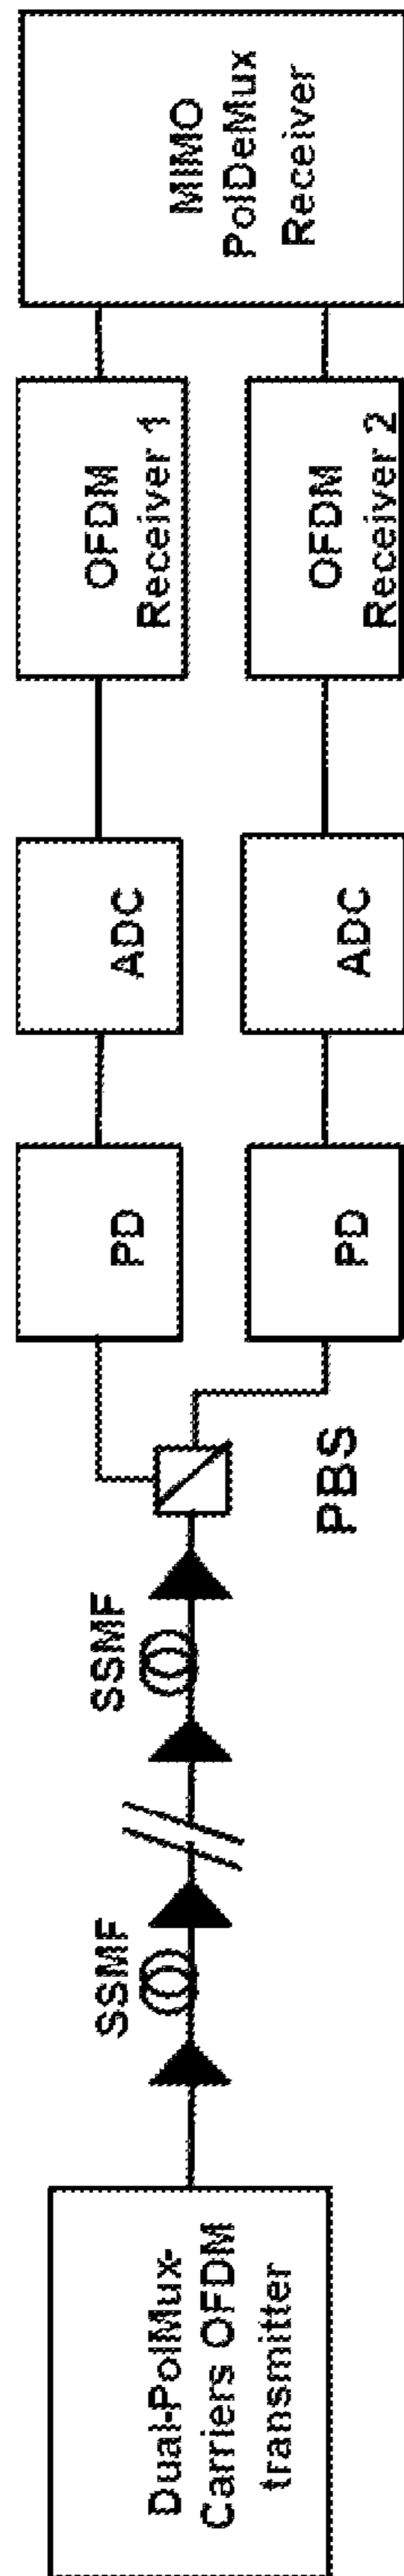 Dual-PolMux-
Carriers OFDM
transmitter
SSMF
SSMF
PBS
PD
ADC
OFDM
Receiver 1
PD
ADC
OFDM
Receiver 2
MIMO
PolDeMux
Receiver